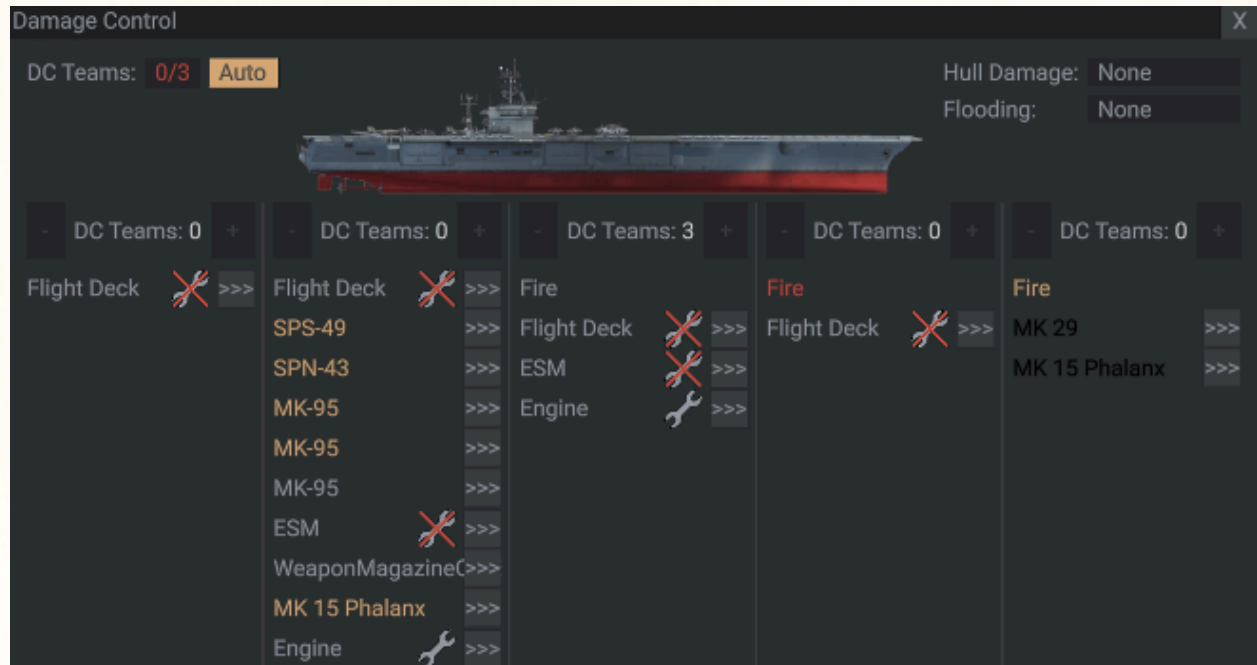 Damage Control X
DC Teams: 0/3 Auto
Hull Damage: None
Flooding: None
- DC Teams: 0 +
Flight Deck >>>
- DC Teams: 0 +
Flight Deck >>>
SPS-49 >>>
SPN-43 >>>
MK-95 >>>
MK-95 >>>
MK-95 >>>
ESM >>>
WeaponMagazineC>>>
MK 15 Phalanx >>>
Engine >>>
- DC Teams: 3 +
Fire
Flight Deck >>>
ESM >>>
Engine >>>
- DC Teams: 0 +
Fire
Flight Deck >>>
- DC Teams: 0 +
Fire
MK 29 >>>
MK 15 Phalanx >>>